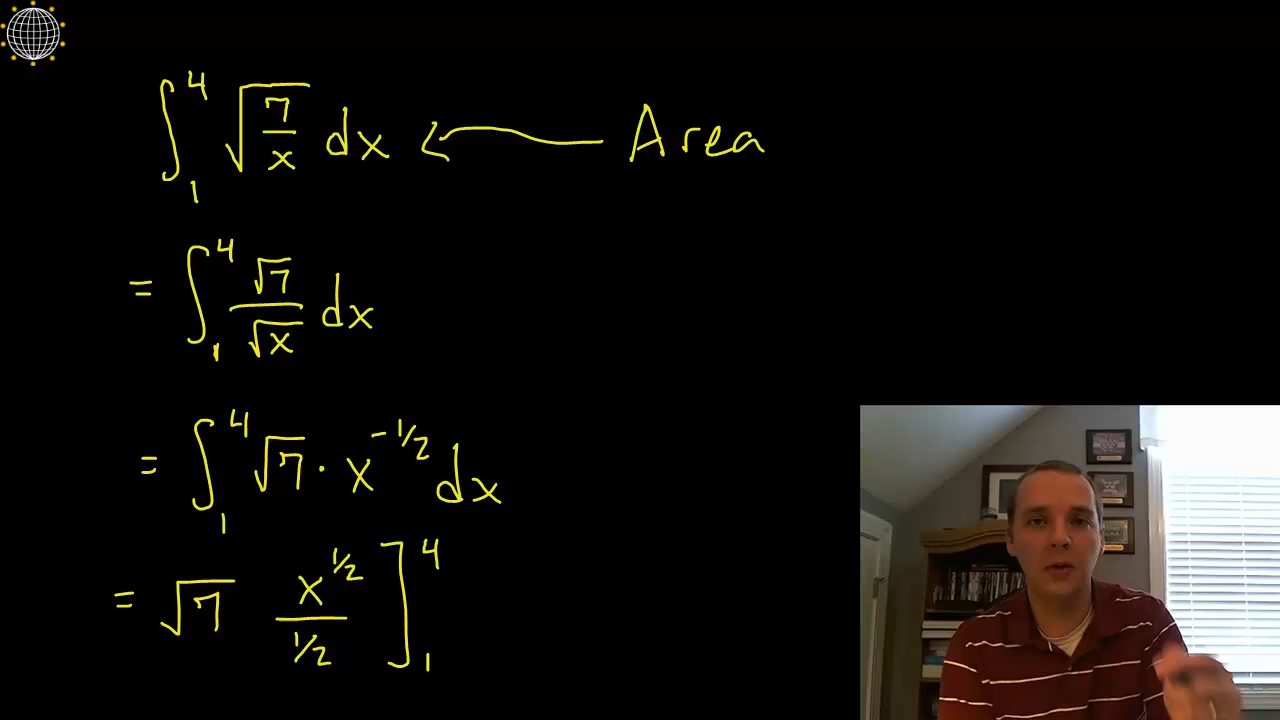 ∫₁⁴ √(7/x) dx ← Area
= ∫₁⁴ √7/√x dx
= ∫₁⁴ √7 · x^(-1/2) dx
= √7 x^(1/2)/(1/2) ]₁⁴